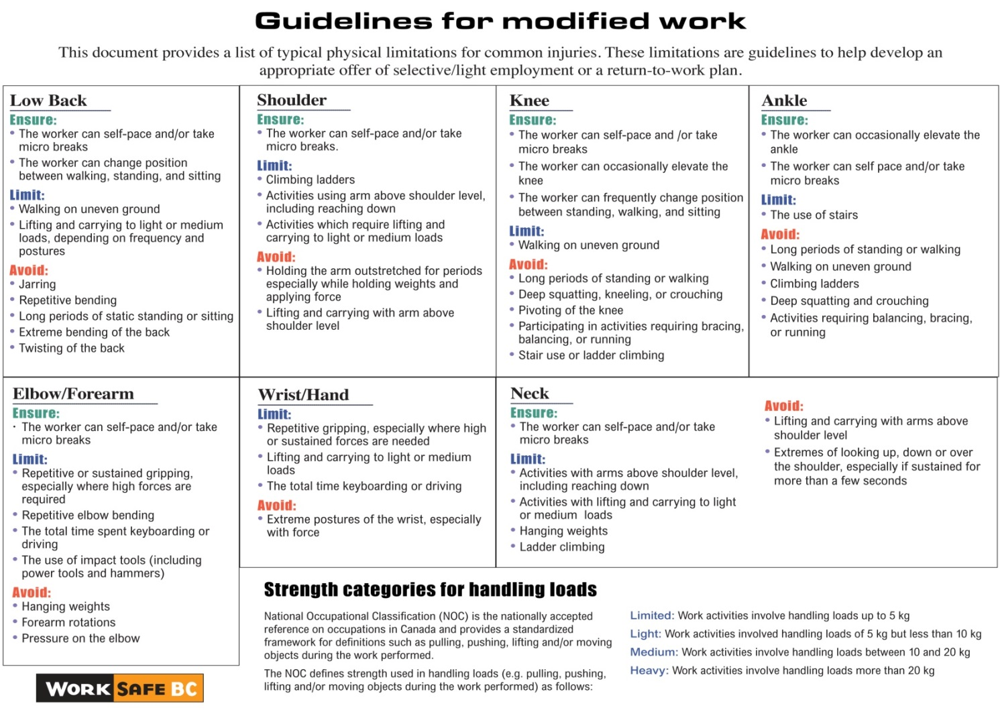 Guidelines for modified work
This document provides a list of typical physical limitations for common injuries. These limitations are guidelines to help develop an
appropriate offer of selective/light employment or a return-to-work plan.
Low Back
Ensure:
• The worker can self-pace and/or take
micro breaks
• The worker can change position
between walking, standing, and sitting
Limit:
• Walking on uneven ground
• Lifting and carrying to light or medium
loads, depending on frequency and
postures
Avoid:
• Jarring
• Repetitive bending
• Long periods of static standing or sitting
• Extreme bending of the back
• Twisting of the back
Shoulder
Ensure:
• The worker can self-pace and/or take
micro breaks.
Limit:
• Climbing ladders
• Activities using arm above shoulder level,
including reaching down
• Activities which require lifting and
carrying to light or medium loads
Avoid:
• Holding the arm outstretched for periods
especially while holding weights and
applying force
• Lifting and carrying with arm above
shoulder level
Knee
Ensure:
• The worker can self-pace and /or take
micro breaks
• The worker can occasionally elevate the
knee
• The worker can frequently change position
between standing, walking, and sitting
Limit:
• Walking on uneven ground
Avoid:
• Long periods of standing or walking
• Deep squatting, kneeling, or crouching
• Pivoting of the knee
• Participating in activities requiring bracing,
balancing, or running
• Stair use or ladder climbing
Ankle
Ensure:
• The worker can occasionally elevate the
ankle
• The worker can self pace and/or take
micro breaks
Limit:
• The use of stairs
Avoid:
• Long periods of standing or walking
• Walking on uneven ground
• Climbing ladders
• Deep squatting and crouching
• Activities requiring balancing, bracing,
or running
Elbow/Forearm
Ensure:
· The worker can self-pace and/or take
micro breaks
Limit:
• Repetitive or sustained gripping,
especially where high forces are
required
• Repetitive elbow bending
• The total time spent keyboarding or
driving
• The use of impact tools (including
power tools and hammers)
Avoid:
• Hanging weights
• Forearm rotations
• Pressure on the elbow
Wrist/Hand
Limit:
• Repetitive gripping, especially where high
or sustained forces are needed
• Lifting and carrying to light or medium
loads
• The total time keyboarding or driving
Avoid:
• Extreme postures of the wrist, especially
with force
Neck
Ensure:
• The worker can self-pace and/or take
micro breaks
Limit:
• Activities with arms above shoulder level,
including reaching down
• Activities with lifting and carrying to light
or medium loads
• Hanging weights
• Ladder climbing
Avoid:
• Lifting and carrying with arms above
shoulder level
• Extremes of looking up, down or over
the shoulder, especially if sustained for
more than a few seconds
Strength categories for handling loads
National Occupational Classification (NOC) is the nationally accepted
reference on occupations in Canada and provides a standardized
framework for definitions such as pulling, pushing, lifting and/or moving
objects during the work performed.
The NOC defines strength used in handling loads (e.g. pulling, pushing,
lifting and/or moving objects during the work performed) as follows:
Limited: Work activities involve handling loads up to 5 kg
Light: Work activities involved handling loads of 5 kg but less than 10 kg
Medium: Work activities involve handling loads between 10 and 20 kg
Heavy: Work activities involve handling loads more than 20 kg
WORK SAFE BC